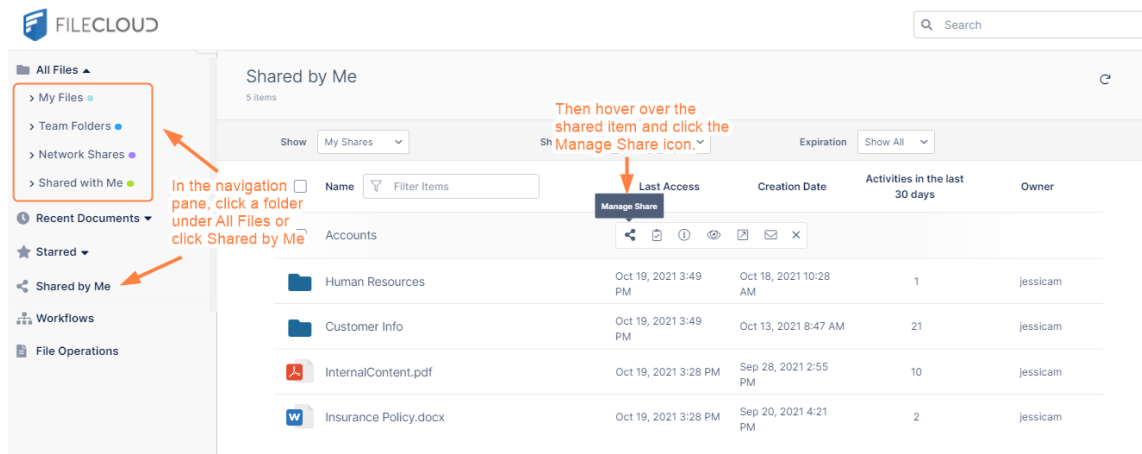 FILECLOUD
Search
All Files
My Files
Team Folders
Network Shares
Shared with Me
Recent Documents
Starred
Shared by Me
Workflows
File Operations
In the navigation
pane, click a folder
under All Files or
click Shared by Me
Shared by Me
5 items
Then hover over the
shared item and click the
Manage Share icon.
Show My Shares Sh Expiration Show All
Name Filter Items Last Access Creation Date Activities in the last
30 days Owner
Manage Share
Accounts
Human Resources Oct 19, 2021 3:49
PM Oct 18, 2021 10:28
AM 1 jessicam
Customer Info Oct 19, 2021 3:49
PM Oct 13, 2021 8:47 AM 21 jessicam
InternalContent.pdf Oct 19, 2021 3:28 PM Sep 28, 2021 2:55
PM 10 jessicam
Insurance Policy.docx Oct 19, 2021 3:28 PM Sep 20, 2021 4:21
PM 2 jessicam